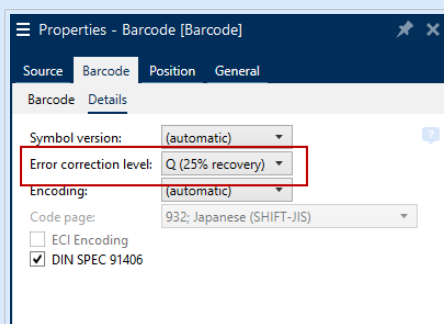 Properties - Barcode [Barcode]
Source Barcode Position General
Barcode Details
Symbol version: (automatic)
Error correction level: Q (25% recovery)
Encoding: (automatic)
Code page: 932; Japanese (SHIFT-JIS)
ECI Encoding
DIN SPEC 91406
?